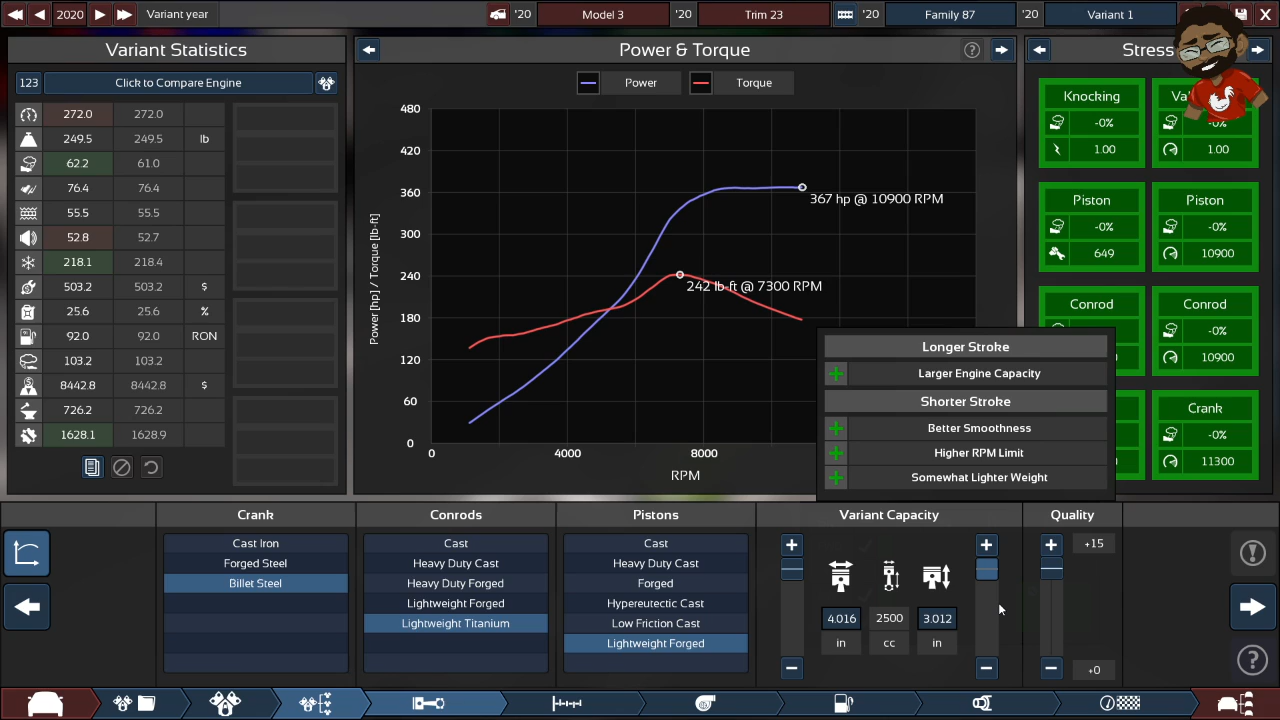 2020
Variant year
'20
Model 3
'20
Trim 23
'20
Family 87
'20
Variant 1
Variant Statistics
123
Click to Compare Engine
272.0 272.0
249.5 249.5 lb
62.2 61.0
76.4 76.4
55.5 55.5
52.8 52.7
218.1 218.4
503.2 503.2 $
25.6 25.6 %
92.0 92.0 RON
103.2 103.2
8442.8 8442.8 $
726.2 726.2
1628.1 1628.9
Power & Torque
?
Power
Torque
Power [hp] / Torque [lb-ft]
480
420
360
300
240
180
120
60
0
0 4000 8000
RPM
367 hp @ 10900 RPM
242 lb-ft @ 7300 RPM
Stress
Knocking
-0%
1.00
-0%
1.00
Piston
-0%
649
Piston
-0%
10900
Conrod
Conrod
-0%
10900
Crank
-0%
11300
Longer Stroke
Larger Engine Capacity
Shorter Stroke
Better Smoothness
Higher RPM Limit
Somewhat Lighter Weight
Crank
Cast Iron
Forged Steel
Billet Steel
Conrods
Cast
Heavy Duty Cast
Heavy Duty Forged
Lightweight Forged
Lightweight Titanium
Pistons
Cast
Heavy Duty Cast
Forged
Hypereutectic Cast
Low Friction Cast
Lightweight Forged
Variant Capacity
4.016 2500 3.012
in cc in
Quality
+15
+0
?